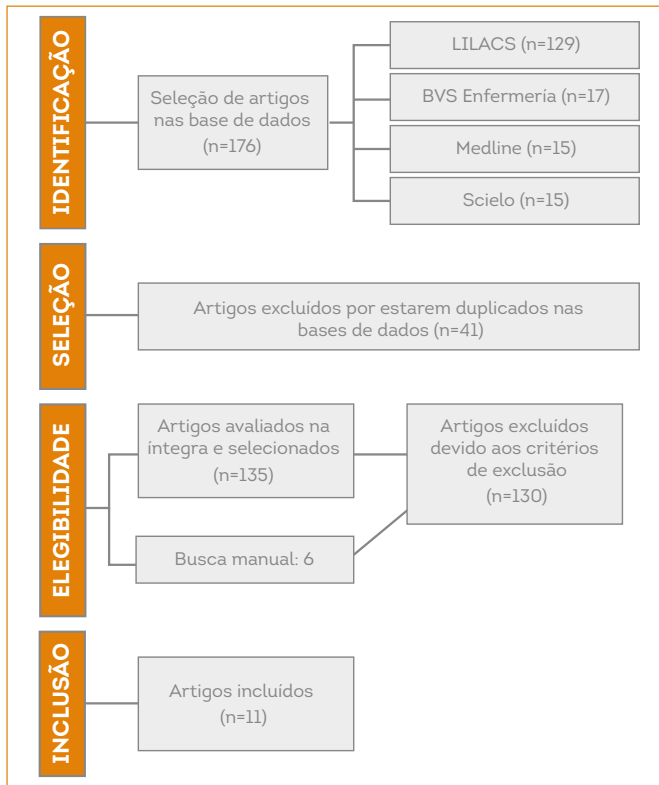 IDENTIFICAÇÃO
Seleção de artigos
nas base de dados
(n=176)
LILACS (n=129)
BVS Enfermería (n=17)
Medline (n=15)
Scielo (n=15)
SELEÇÃO
Artigos excluídos por estarem duplicados nas
bases de dados (n=41)
ELEGIBILIDADE
Artigos avaliados na
íntegra e selecionados
(n=135)
Artigos excluídos
devido aos critérios
de exclusão
(n=130)
Busca manual: 6
INCLUSÃO
Artigos incluídos
(n=11)